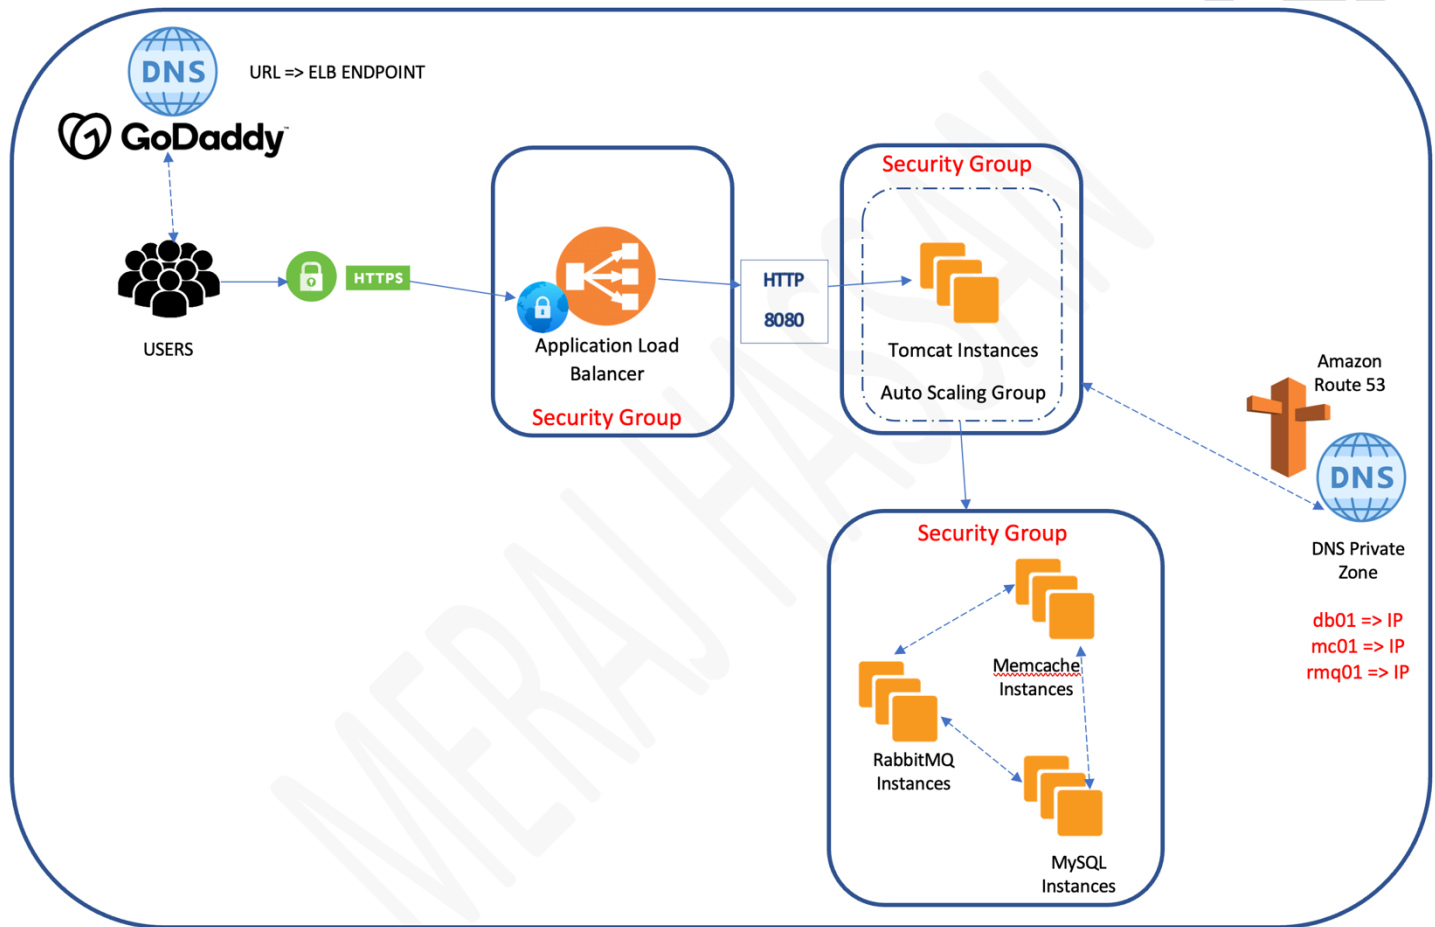 DNS
URL => ELB ENDPOINT
GoDaddy™
USERS
HTTPS
Application Load
Balancer
Security Group
HTTP
8080
Security Group
Tomcat Instances
Auto Scaling Group
Amazon
Route 53
DNS
DNS Private
Zone
db01 => IP
mc01 => IP
rmq01 => IP
Security Group
Memcache
Instances
RabbitMQ
Instances
MySQL
Instances
MERAJ HASSAN